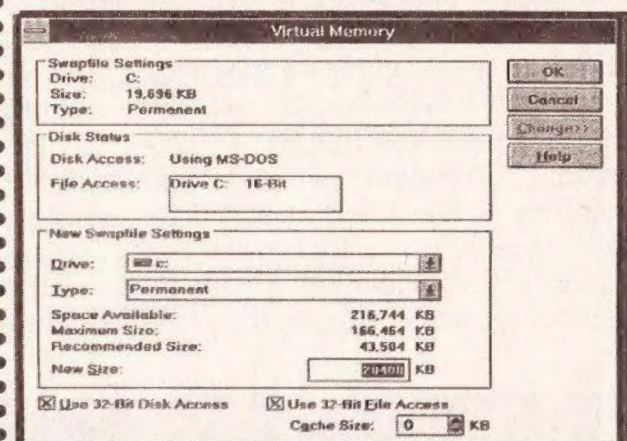 Virtual Memory
Swapfile Settings
Drive: C:
Size: 19,696 KB
Type: Permanent
OK
Cancel
Change>>
Help
Disk Status
Disk Access: Using MS-DOS
File Access: Drive C: 16-Bit
New Swapfile Settings
Drive: c:
Type: Permanent
Space Available: 216,744 KB
Maximum Size: 166,464 KB
Recommended Size: 43,504 KB
New Size: 20480 KB
Use 32-Bit Disk Access
Use 32-Bit File Access
Cache Size: 0 KB